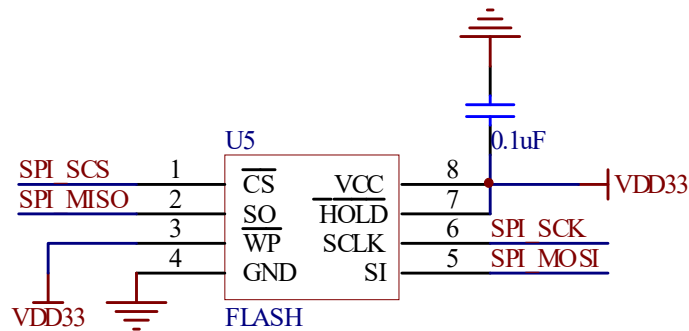 0.1uF
U5
SPI_SCS 1 CS VCC 8
VDD33
SPI_MISO 2 SO HOLD 7
3 WP SCLK 6 SPI_SCK
4 GND SI 5 SPI_MOSI
VDD33
FLASH